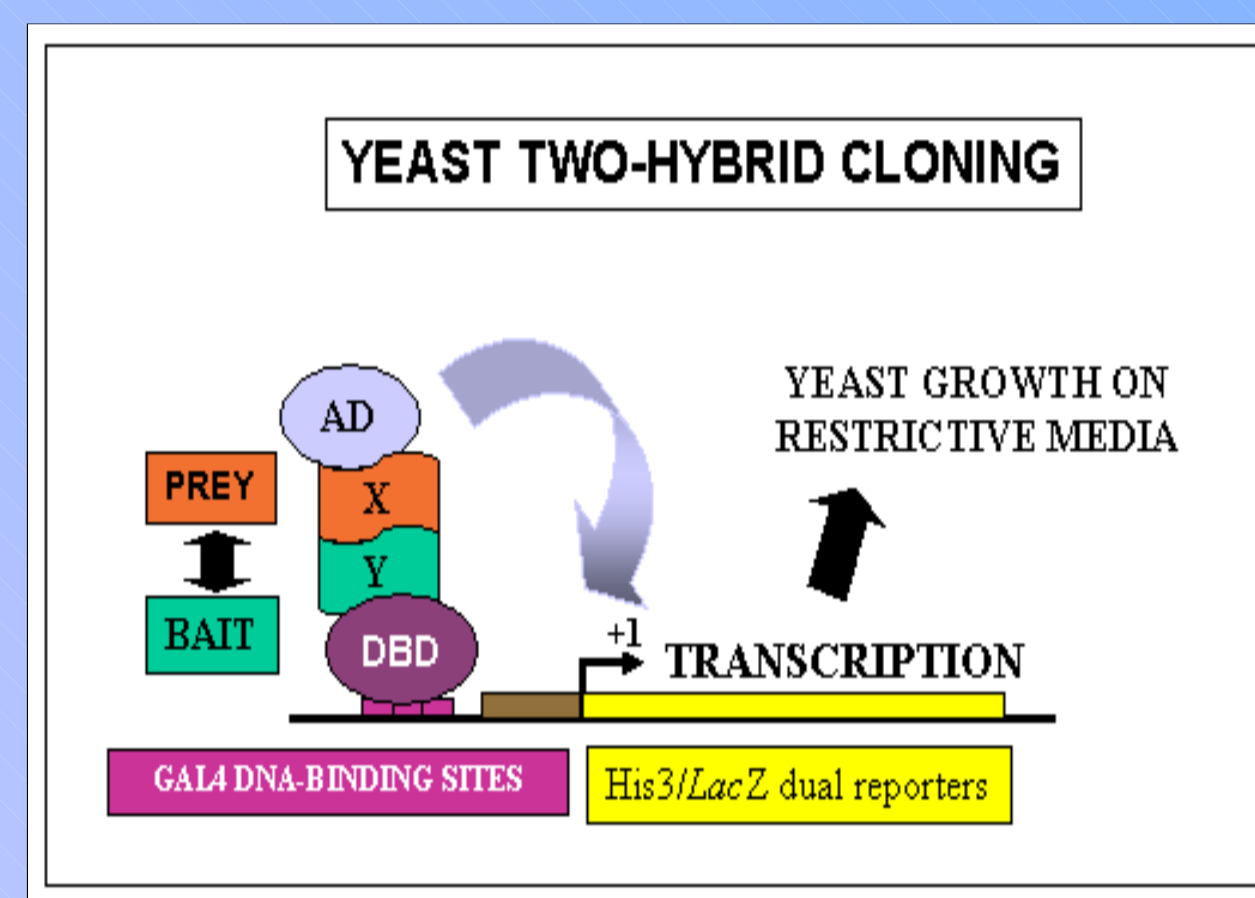 YEAST TWO-HYBRID CLONING
YEAST GROWTH ON
RESTRICTIVE MEDIA
AD
PREY
X
Y
BAIT
DBD
+1
TRANSCRIPTION
GAL4 DNA-BINDING SITES
His3/LacZ dual reporters